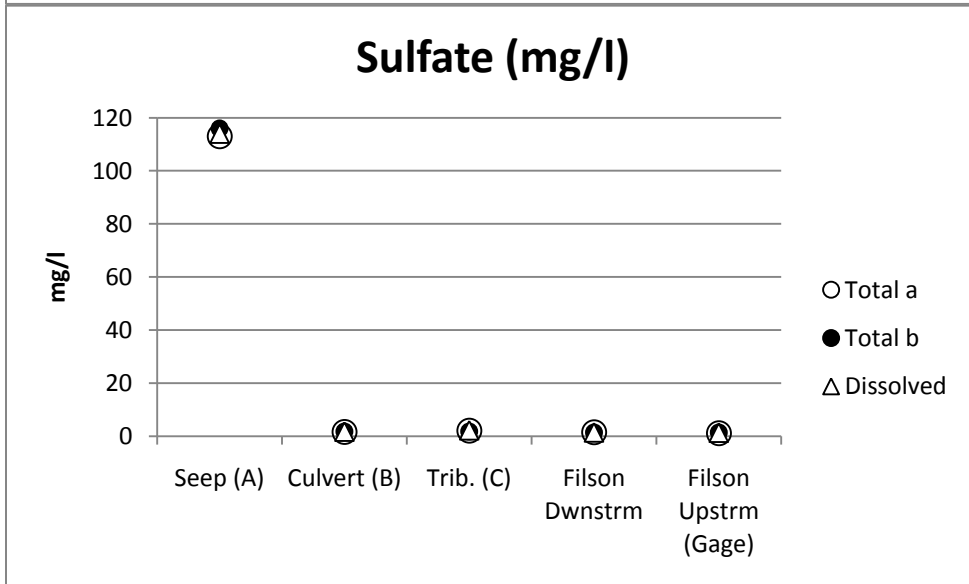 Sulfate (mg/l)
120
100
80
60
40
20
0
mg/l
Seep (A)
Culvert (B)
Trib. (C)
Filson
Dwnstrm
Filson
Upstrm
(Gage)
Total a
Total b
Dissolved